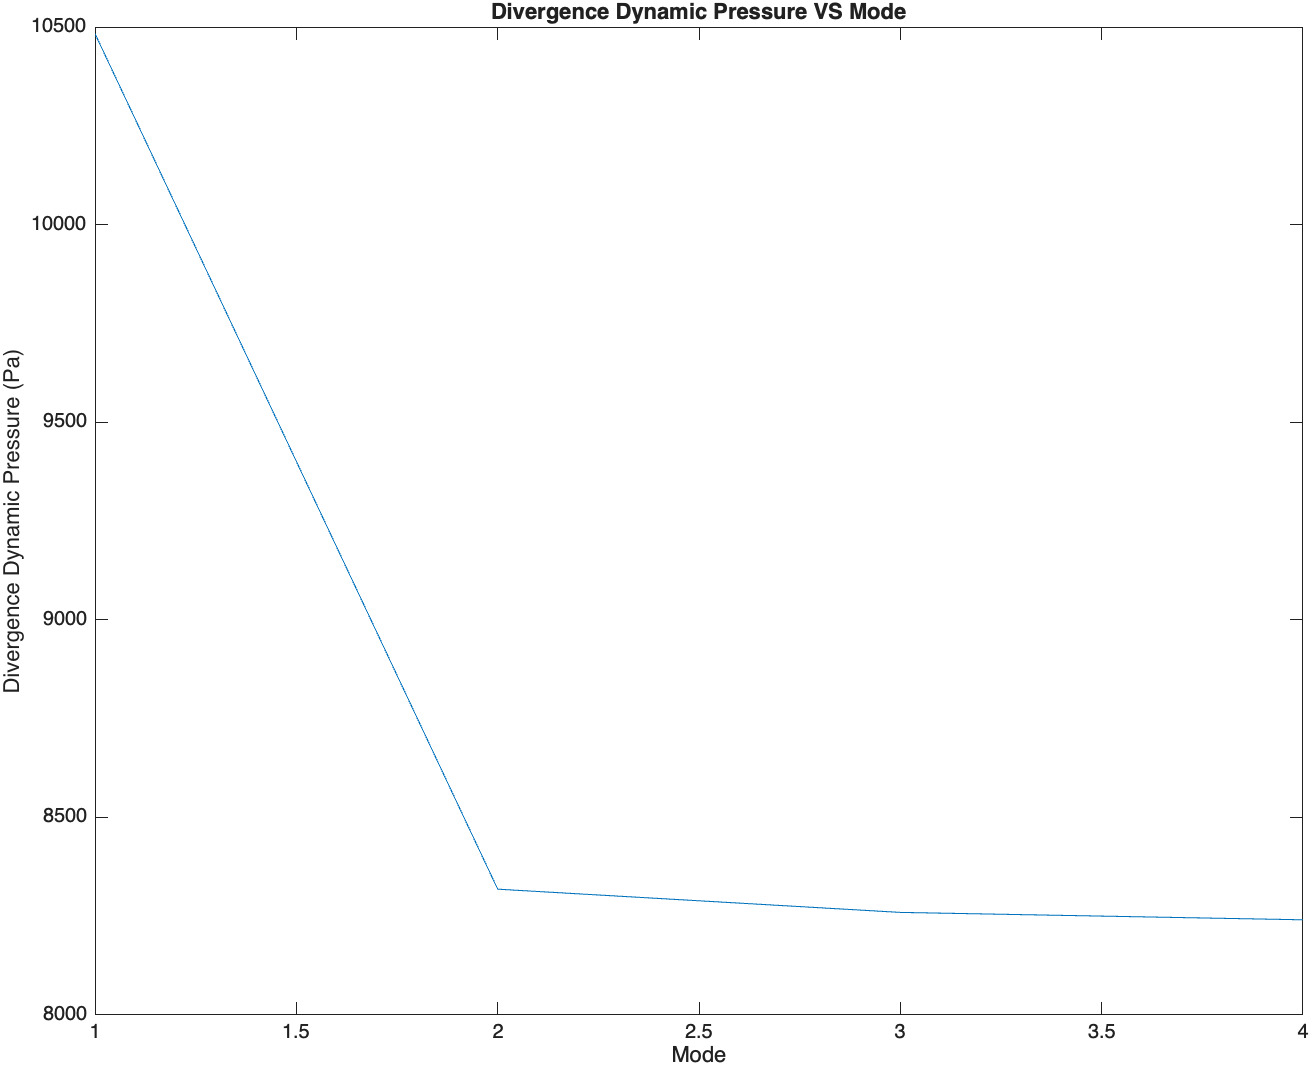 Divergence Dynamic Pressure VS Mode
10500
10000
9500
9000
8500
8000
Divergence Dynamic Pressure (Pa)
1 1.5 2 2.5 3 3.5 4
Mode